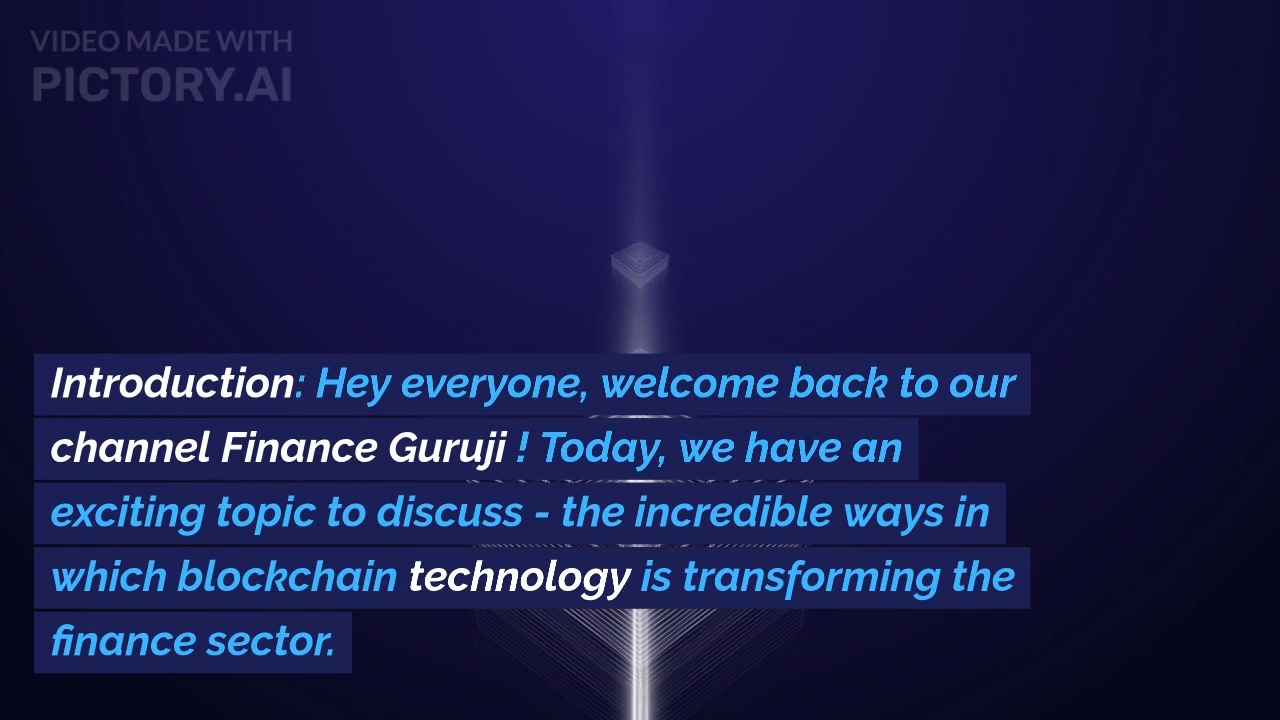 VIDEO MADE WITH
PICTORY.AI
Introduction: Hey everyone, welcome back to our
channel Finance Guruji ! Today, we have an
exciting topic to discuss - the incredible ways in
which blockchain technology is transforming the
finance sector.